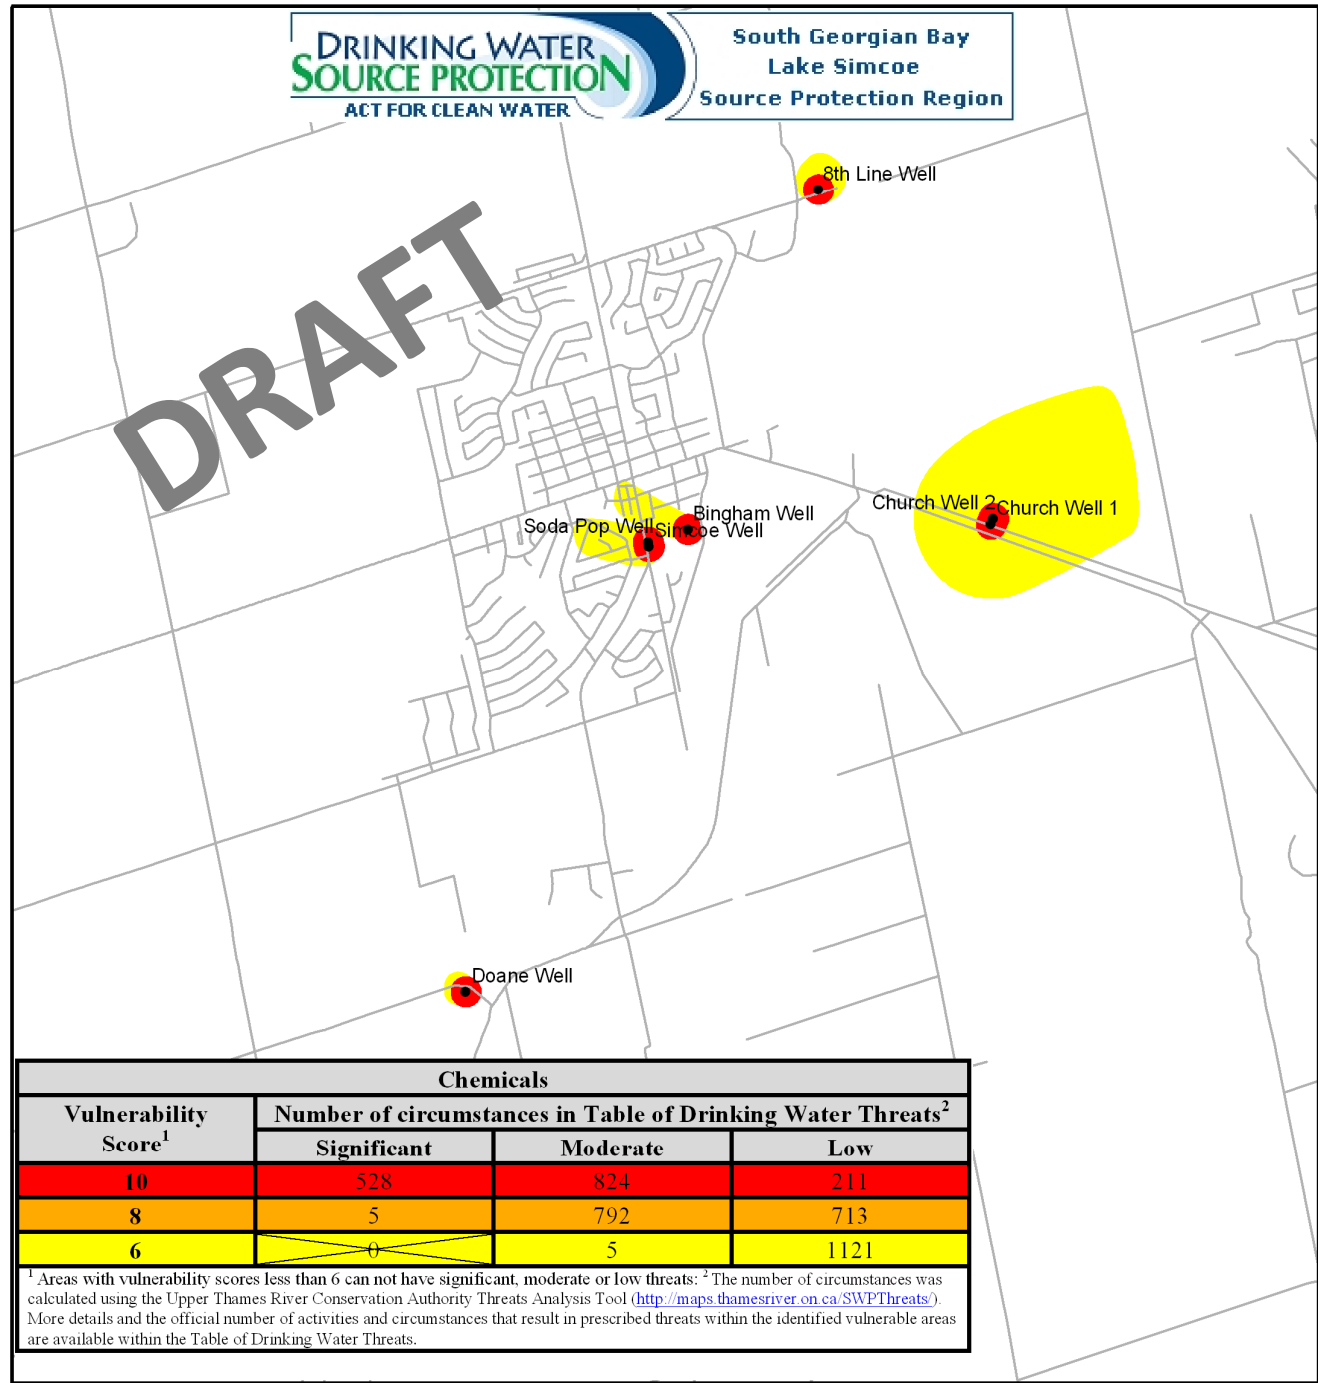 DRINKING WATER
SOURCE PROTECTION
ACT FOR CLEAN WATER
South Georgian Bay
Lake Simcoe
Source Protection Region
8th Line Well
DRAFT
Church Well 2
Church Well 1
Bingham Well
Soda Pop Well
Simcoe Well
Doane Well
Chemicals
Vulnerability Score1
Number of circumstances in Table of Drinking Water Threats2
Significant Moderate Low
10 528 824 211
8 5 792 713
6 0 5 1121
1 Areas with vulnerability scores less than 6 can not have significant, moderate or low threats: 2 The number of circumstances was
calculated using the Upper Thames River Conservation Authority Threats Analysis Tool (http://maps.thamesriver.on.ca/SWPThreats/).
More details and the official number of activities and circumstances that result in prescribed threats within the identified vulnerable areas
are available within the Table of Drinking Water Threats.